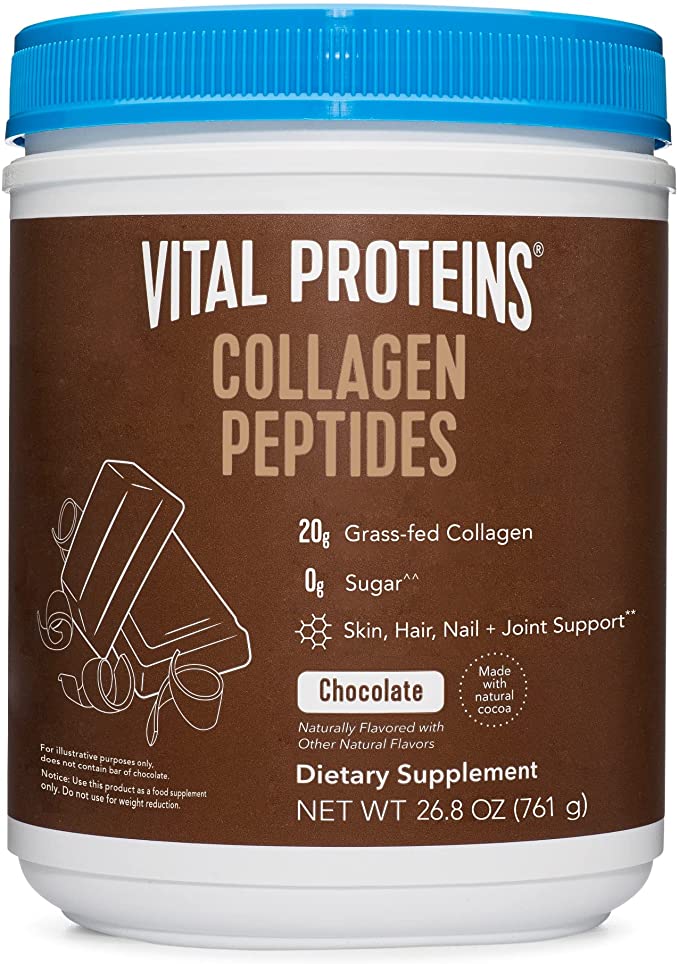 VITAL PROTEINS®
COLLAGEN
PEPTIDES
20g Grass-fed Collagen
0g Sugar^^
Skin, Hair, Nail + Joint Support**
Chocolate
Made
with
natural
cocoa
Naturally Flavored with
Other Natural Flavors
For illustrative purposes only,
does not contain bar of chocolate.
Notice: Use this product as a food supplement
only. Do not use for weight reduction.
Dietary Supplement
NET WT 26.8 OZ (761 g)